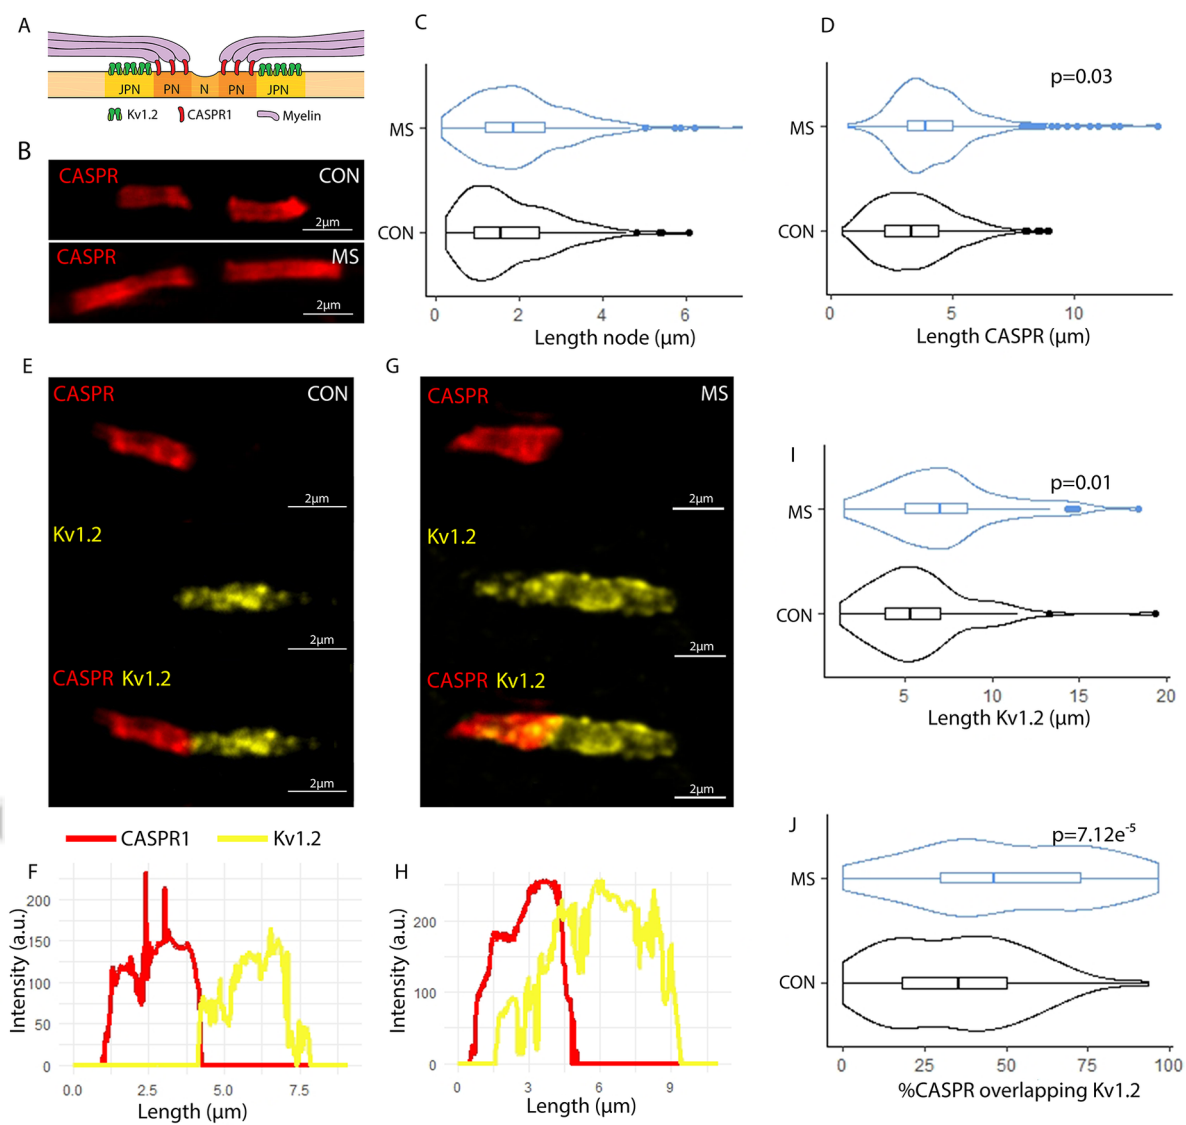 A
JPN PN N PN JPN
Kv1.2 CASPR1 Myelin
B
CASPR CON
2µm
CASPR MS
2µm
C
MS
CON
0 2 4 6
Length node (µm)
D
p=0.03
MS
CON
0 5 10
Length CASPR (µm)
E
CASPR CON
2µm
Kv1.2
2µm
CASPR Kv1.2
2µm
CASPR1 Kv1.2
F
Intensity (a.u.)
200
150
100
50
0
0.0 2.5 5.0 7.5
Length (µm)
G
CASPR MS
2µm
Kv1.2
2µm
CASPR Kv1.2
2µm
H
Intensity (a.u.)
200
100
0
0 3 6 9
Length (µm)
I
p=0.01
MS
CON
5 10 15 20
Length Kv1.2 (µm)
J
p=7.12e-5
MS
CON
0 25 50 75 100
%CASPR overlapping Kv1.2